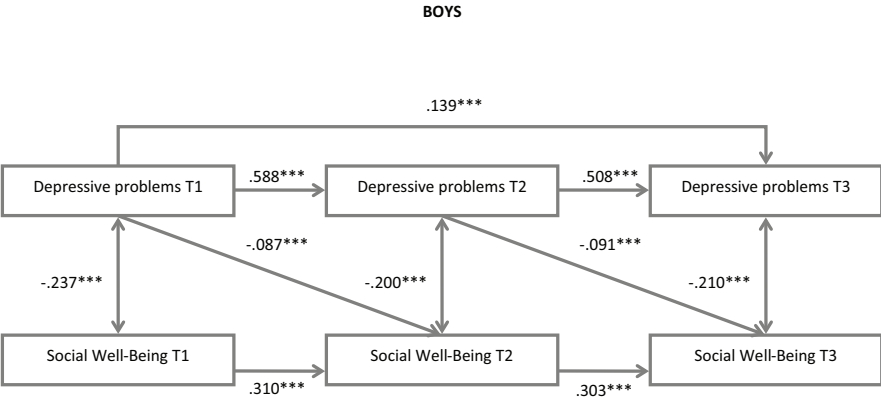 BOYS
.139***
Depressive problems T1
.588***
Depressive problems T2
.508***
Depressive problems T3
-.087***
-.091***
-.237***
-.200***
-.210***
Social Well-Being T1
Social Well-Being T2
Social Well-Being T3
.310***
.303***